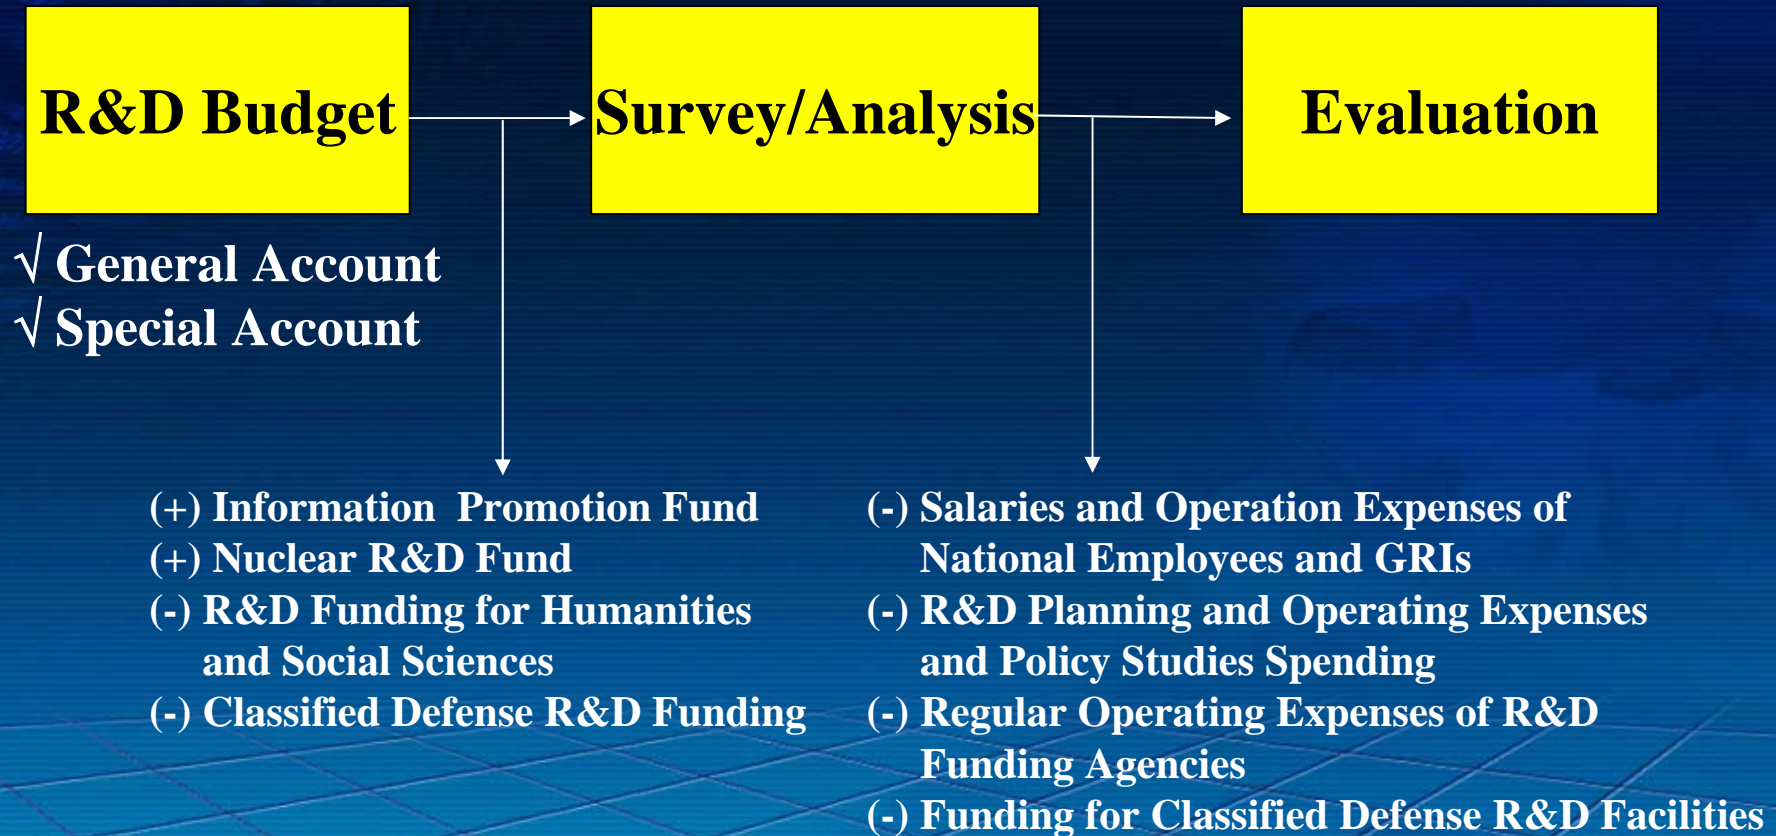 R&D Budget
Survey/Analysis
Evaluation
√ General Account
√ Special Account
(+) Information Promotion Fund
(+) Nuclear R&D Fund
(-) R&D Funding for Humanities
and Social Sciences
(-) Classified Defense R&D Funding
(-) Salaries and Operation Expenses of
National Employees and GRIs
(-) R&D Planning and Operating Expenses
and Policy Studies Spending
(-) Regular Operating Expenses of R&D
Funding Agencies
(-) Funding for Classified Defense R&D Facilities